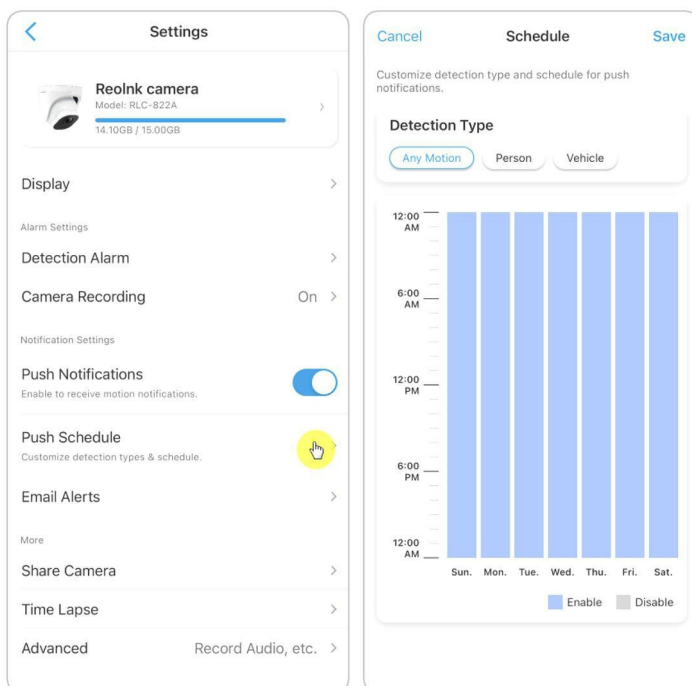 Settings
Reolnk camera
Model: RLC-822A
14.10GB / 15.00GB
Display
Alarm Settings
Detection Alarm
Camera Recording On
Notification Settings
Push Notifications
Enable to receive motion notifications.
Push Schedule
Customize detection types & schedule.
Email Alerts
More
Share Camera
Time Lapse
Advanced Record Audio, etc.
Cancel Schedule Save
Customize detection type and schedule for push
notifications.
Detection Type
Any Motion Person Vehicle
12:00
AM
6:00
AM
12:00
PM
6:00
PM
12:00
AM
Sun. Mon. Tue. Wed. Thu. Fri. Sat.
Enable Disable